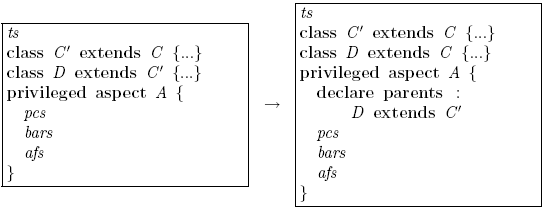 ts
class C′ extends C {...}
class D extends C′ {...}
privileged aspect A {
pcs
bars
afs
}
→
ts
class C′ extends C {...}
class D extends C {...}
privileged aspect A {
declare parents :
D extends C′
pcs
bars
afs
}